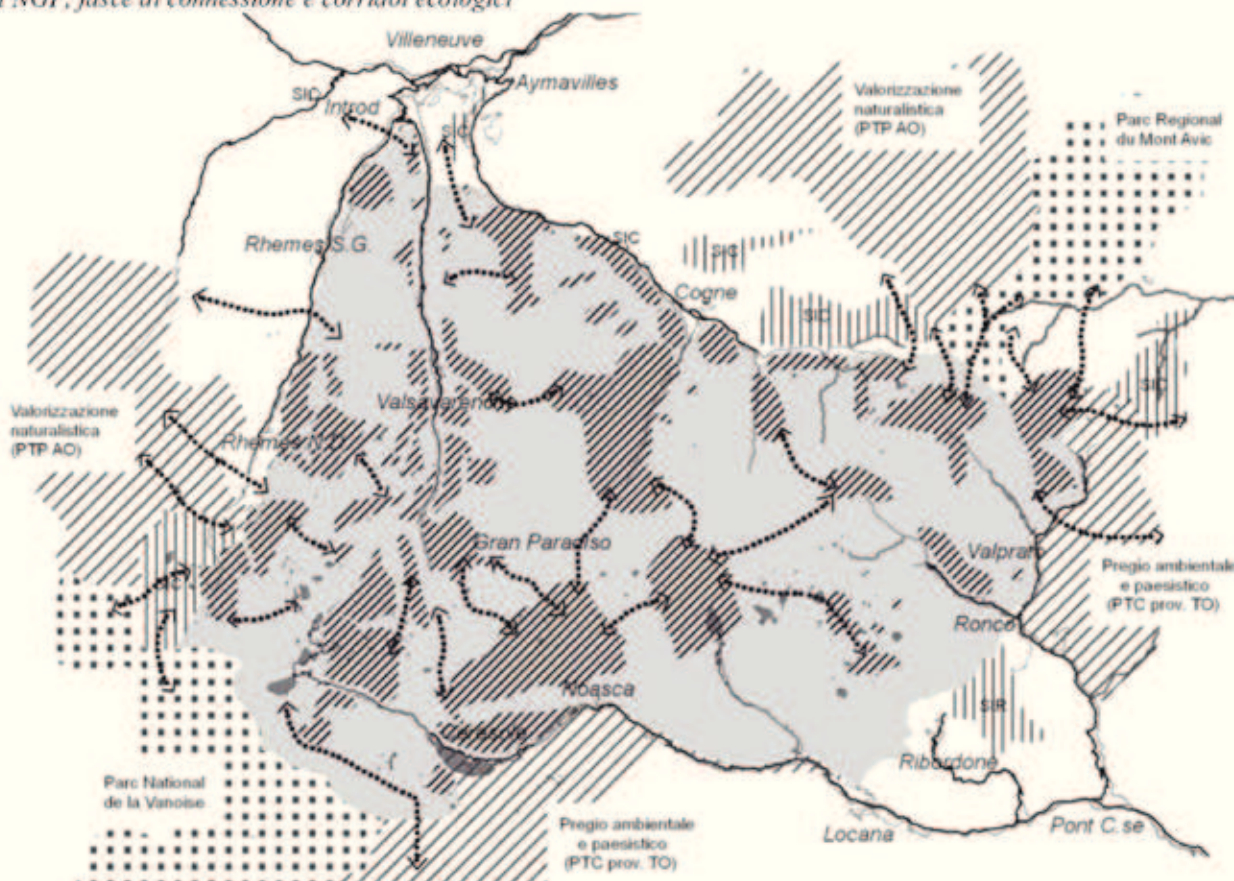 PNGP, fasce di connessione e corridoi ecologici
Villeneuve
Aymavilles
SIC
Introd
SIC
Valorizzazione
naturalistica
(PTP AO)
Parc Regional
du Mont Avic
Rhemes S.G.
SIC
SIC
Cogne
SIC
SIC
Valorizzazione
naturalistica
(PTP AO)
Valsavarenche
Rhemes N.D.
Gran Paradiso
Valprato
Pregio ambientale
e paesistico
(PTC prov. TO)
Ronco
Noasca
SIR
Ceresole
Ribordone
Parc National
de la Vanoise
Pregio ambientale
e paesistico
(PTC prov. TO)
Locana
Pont C.se